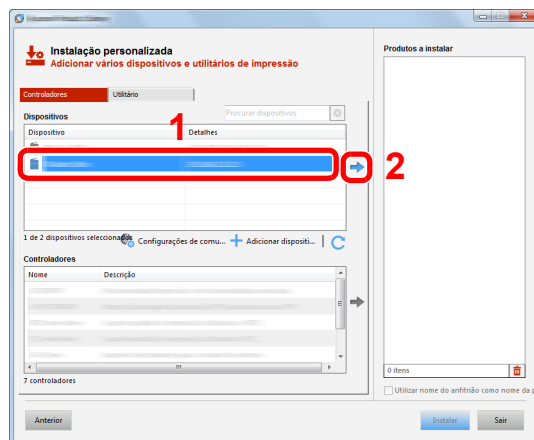 Instalação personalizada
Adicionar vários dispositivos e utilitários de impressão
Produtos a instalar
Controladores
Utilitário
Dispositivos
Procurar dispositivos
1
Dispositivo
Detalhes
2
1 de 2 dispositivos seleccionados
Configurações de comu...
Adicionar dispositi...
Controladores
Nome
Descrição
7 controladores
0 itens
Utilizar nome do anfitrião como nome da
Anterior
Instalar
Sair